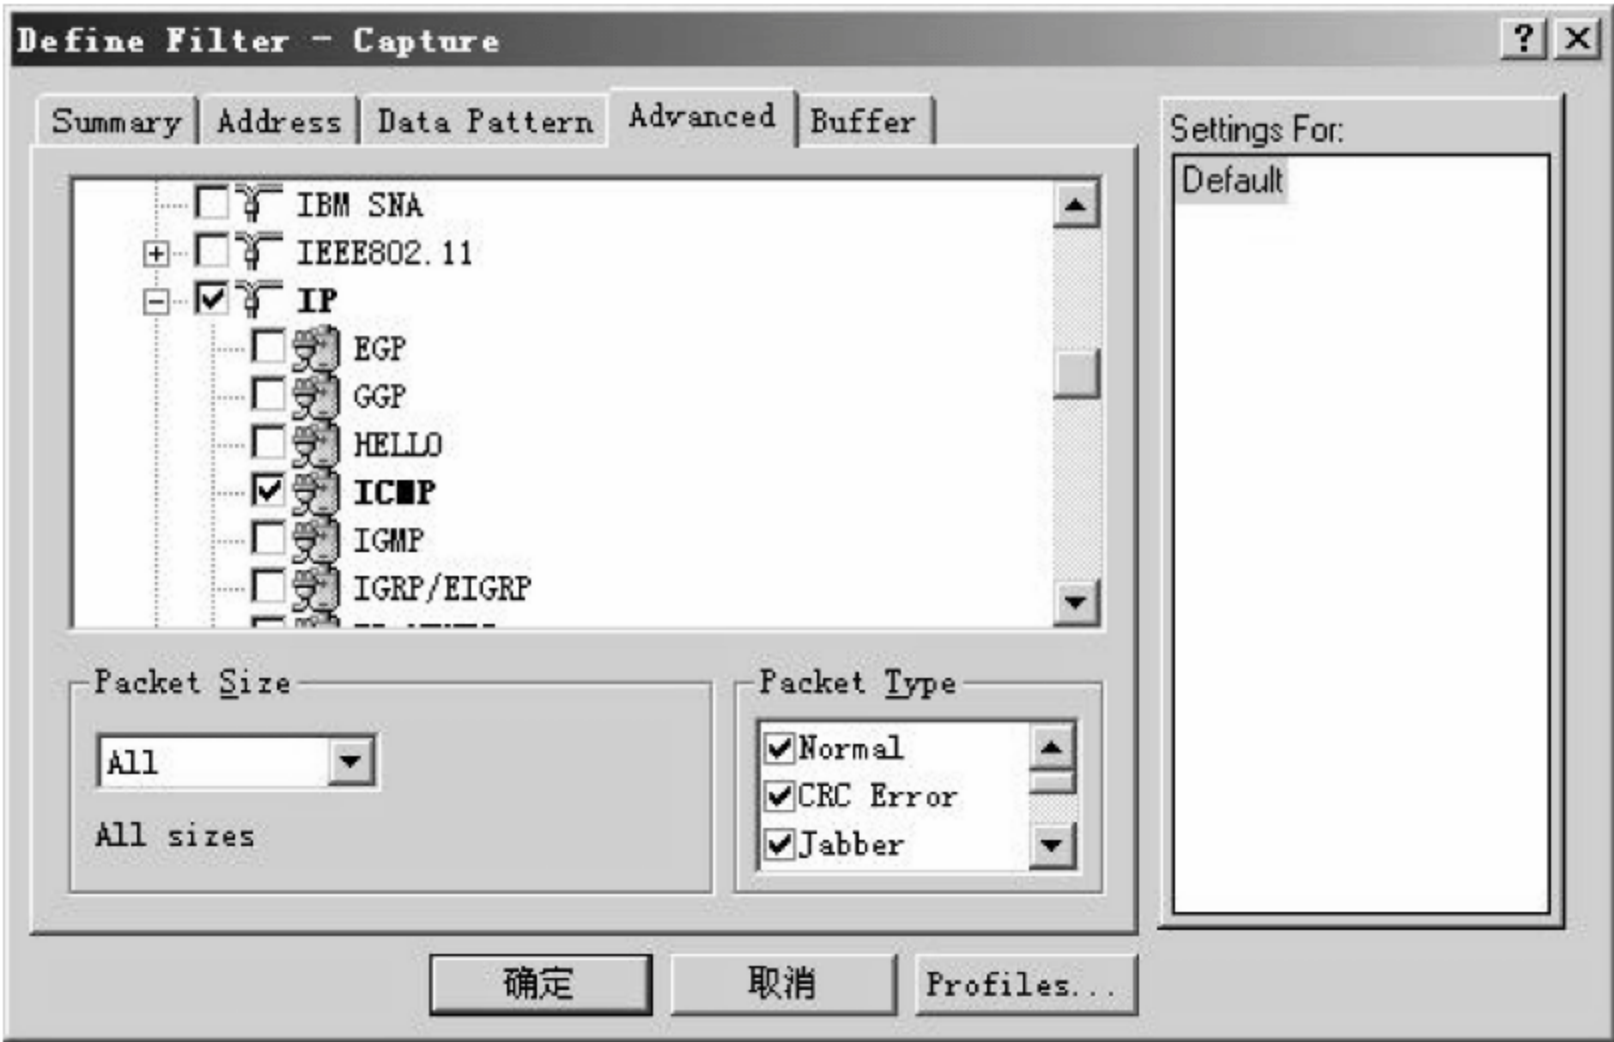 Define Filter - Capture
Summary Address Data Pattern Advanced Buffer
IBM SNA
IEEE802.11
IP
EGP
GGP
HELLO
ICMP
IGMP
IGRP/EIGRP
Packet Size
All
All sizes
Packet Type
Normal
CRC Error
Jabber
Settings For:
Default
确定 取消 Profiles...